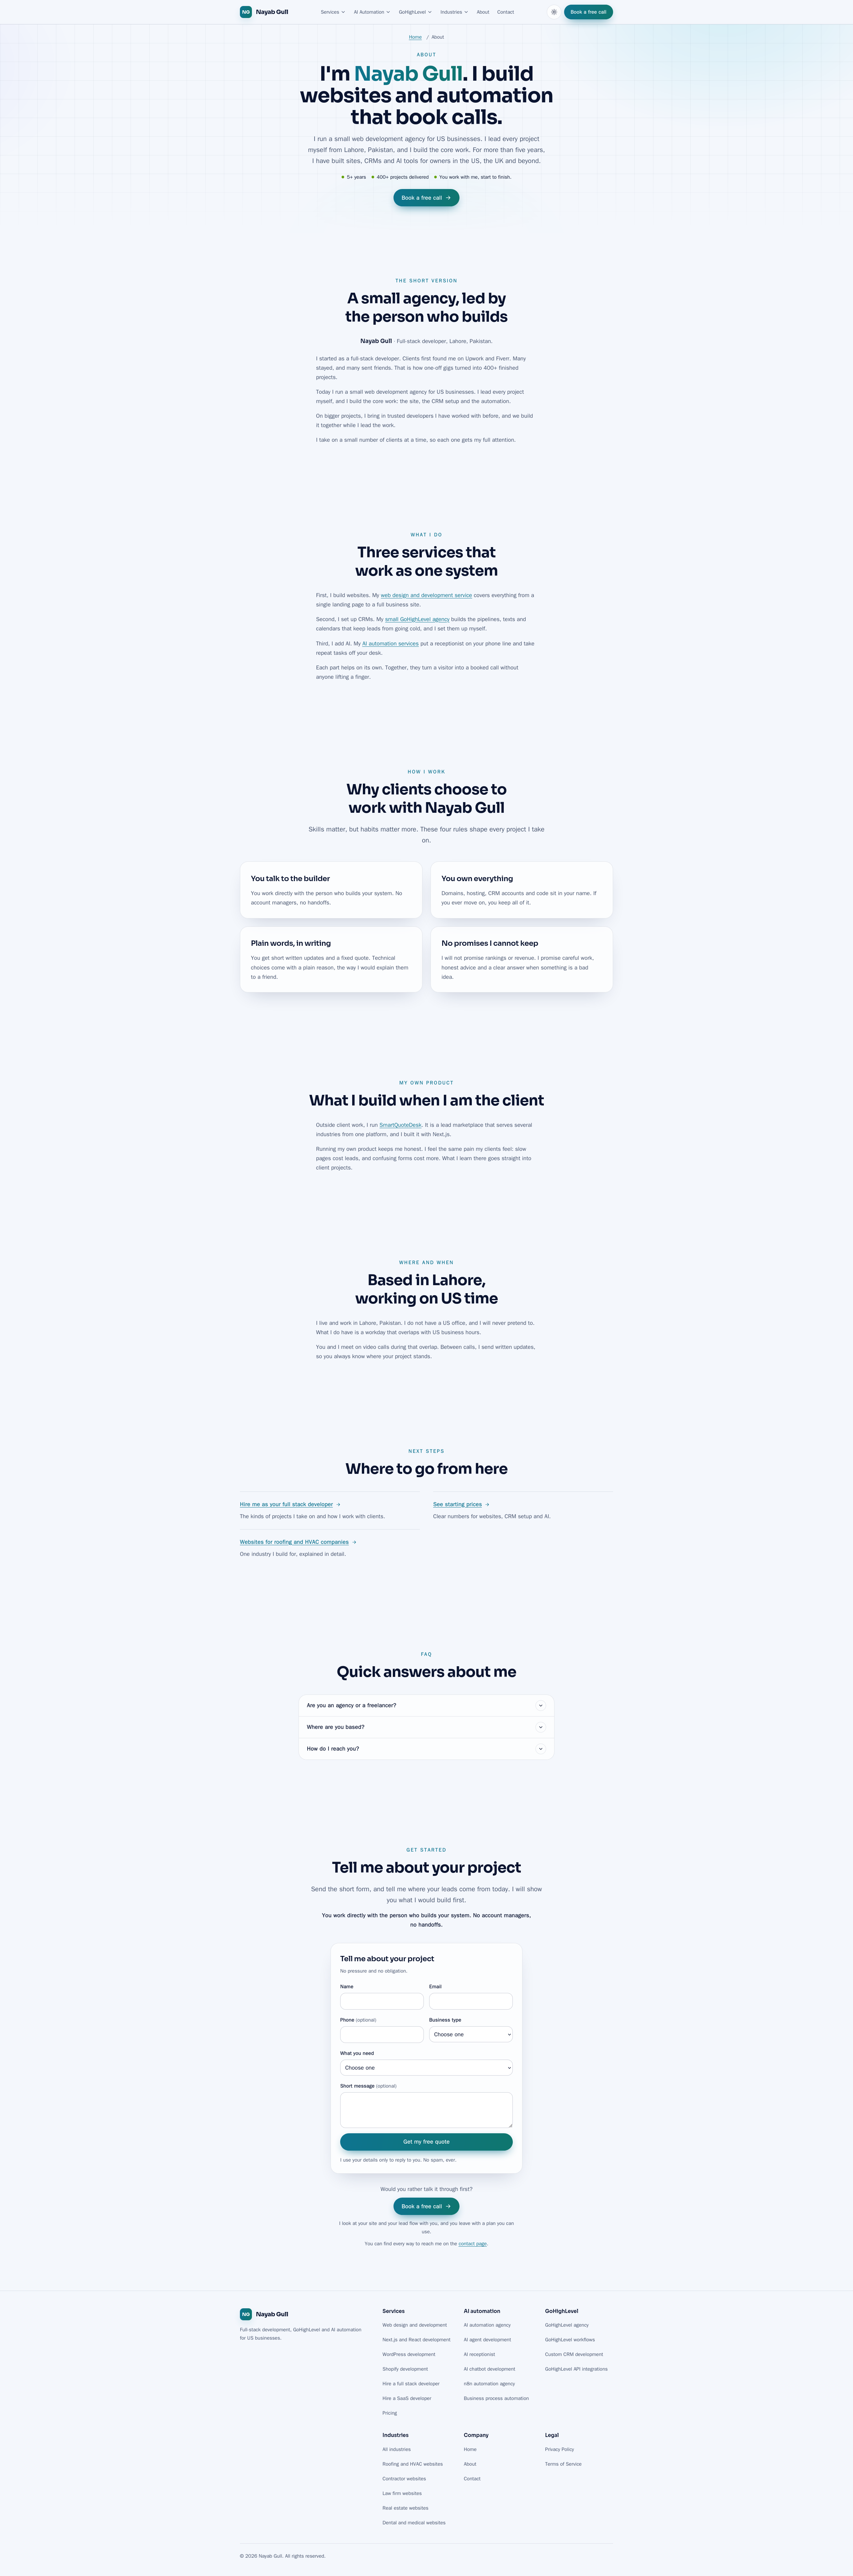 NG Nayab Gull Services AI Automation GoHighLevel Industries About Contact Book a free call
Home / About
ABOUT
I'm Nayab Gull. I build
websites and automation
that book calls.
I run a small web development agency for US businesses. I lead every project
myself from Lahore, Pakistan, and I build the core work. For more than five years,
I have built sites, CRMs and AI tools for owners in the US, the UK and beyond.
5+ years 400+ projects delivered You work with me, start to finish.
Book a free call →
THE SHORT VERSION
A small agency, led by
the person who builds
Nayab Gull · Full-stack developer, Lahore, Pakistan.
I started as a full-stack developer. Clients first found me on Upwork and Fiverr. Many
stayed, and many sent friends. That is how one-off gigs turned into 400+ finished
projects.
Today I run a small web development agency for US businesses. I lead every project
myself, and I build the core work: the site, the CRM setup and the automation.
On bigger projects, I bring in trusted developers I have worked with before, and we build
it together while I lead the work.
I take on a small number of clients at a time, so each one gets my full attention.
WHAT I DO
Three services that
work as one system
First, I build websites. My web design and development service covers everything from a
single landing page to a full business site.
Second, I set up CRMs. My small GoHighLevel agency builds the pipelines, texts and
calendars that keep leads from going cold, and I set them up myself.
Third, I add AI. My AI automation services put a receptionist on your phone line and take
repeat tasks off your desk.
Each part helps on its own. Together, they turn a visitor into a booked call without
anyone lifting a finger.
HOW I WORK
Why clients choose to
work with Nayab Gull
Skills matter, but habits matter more. These four rules shape every project I take
on.
You talk to the builder
You work directly with the person who builds your system. No
account managers, no handoffs.
You own everything
Domains, hosting, CRM accounts and code sit in your name. If
you ever move on, you keep all of it.
Plain words, in writing
You get short written updates and a fixed quote. Technical
choices come with a plain reason, the way I would explain them
to a friend.
No promises I cannot keep
I will not promise rankings or revenue. I promise careful work,
honest advice and a clear answer when something is a bad
idea.
MY OWN PRODUCT
What I build when I am the client
Outside client work, I run SmartQuoteDesk. It is a lead marketplace that serves several
industries from one platform, and I built it with Next.js.
Running my own product keeps me honest. I feel the same pain my clients feel: slow
pages cost leads, and confusing forms cost more. What I learn there goes straight into
client projects.
WHERE AND WHEN
Based in Lahore,
working on US time
I live and work in Lahore, Pakistan. I do not have a US office, and I will never pretend to.
What I do have is a workday that overlaps with US business hours.
You and I meet on video calls during that overlap. Between calls, I send written updates,
so you always know where your project stands.
NEXT STEPS
Where to go from here
Hire me as your full stack developer →
The kinds of projects I take on and how I work with clients.
See starting prices →
Clear numbers for websites, CRM setup and AI.
Websites for roofing and HVAC companies →
One industry I build for, explained in detail.
FAQ
Quick answers about me
Are you an agency or a freelancer?
Where are you based?
How do I reach you?
GET STARTED
Tell me about your project
Send the short form, and tell me where your leads come from today. I will show
you what I would build first.
You work directly with the person who builds your system. No account managers,
no handoffs.
Tell me about your project
No pressure and no obligation.
Name Email
Phone (optional) Business type
Choose one
What you need
Choose one
Short message (optional)
Get my free quote
I use your details only to reply to you. No spam, ever.
Would you rather talk it through first?
Book a free call →
I look at your site and your lead flow with you, and you leave with a plan you can
use.
You can find every way to reach me on the contact page.
NG Nayab Gull
Full-stack development, GoHighLevel and AI automation
for US businesses.
Services
Web design and development
Next.js and React development
WordPress development
Shopify development
Hire a full stack developer
Hire a SaaS developer
Pricing
AI automation
AI automation agency
AI agent development
AI receptionist
AI chatbot development
n8n automation agency
Business process automation
GoHighLevel
GoHighLevel agency
GoHighLevel workflows
Custom CRM development
GoHighLevel API integrations
Industries
All industries
Roofing and HVAC websites
Contractor websites
Law firm websites
Real estate websites
Dental and medical websites
Company
Home
About
Contact
Legal
Privacy Policy
Terms of Service
© 2026 Nayab Gull. All rights reserved.